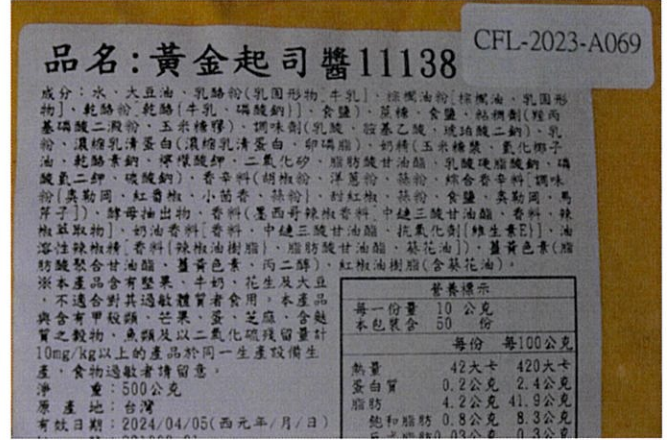 CFL-2023-A069
品名:黃金起司醬11138
成分:水、大豆油、乳酪粉(乳固形物[牛乳]、棕櫚油粉[棕櫚油、乳固形
物]、乾酪粉[乾酪{牛乳、磷酸鈉}]、食鹽)、蔗糖、食鹽、粘稠劑(羥丙
基磷酸二澱粉、玉米糖膠)、調味劑(乳酸、胺基乙酸、琥珀酸二鈉)、乳
粉、濃縮乳清蛋白(濃縮乳清蛋白、卵磷脂)、奶精(玉米糖漿、氫化椰子
油、乾酪素鈉、檸檬酸鉀、二氧化矽、脂肪酸甘油酯、乳酸硬脂酸鈉、磷
酸氫二鉀、碳酸鈉)、香辛料(胡椒粉、洋蔥粉、蒜粉、綜合香辛料[調味
粉{奧勒岡、紅番椒、小茴香、蒜粉}、甜紅椒、蒜粉、食鹽、奧勒岡、馬
芹子])、酵母抽出物、香料(墨西哥辣椒香料[中鏈三酸甘油酯、香料、辣
椒萃取物]、奶油香料[香料、中鏈三酸甘油酯、抗氧化劑{維生素E}]、油
溶性辣椒精[香料{辣椒油樹脂}、脂肪酸甘油酯、葵花油])、薑黃色素(脂
肪酸聚合甘油酯、薑黃色素、丙二醇)、紅椒油樹脂(含葵花油)。
※本產品含有堅果、牛奶、花生及大豆
、不適合對其過敏體質者食用。本產品
與含有甲殼類、芒果、蛋、芝麻、含麩
質之穀物、魚類及以二氧化硫殘留量計
10mg/kg以上的產品於同一生產設備生
產,食物過敏者請留意。
淨 重:500公克
原 產 地:台灣
有效日期:2024/04/05(西元年/月/日)
營養標示
每一份量 10 公克
本包裝含 50 份
每份 每100公克
熱量 42大卡 420大卡
蛋白質 0.2公克 2.4公克
脂肪 4.2公克 41.9公克
飽和脂肪 0.8公克 8.3公克